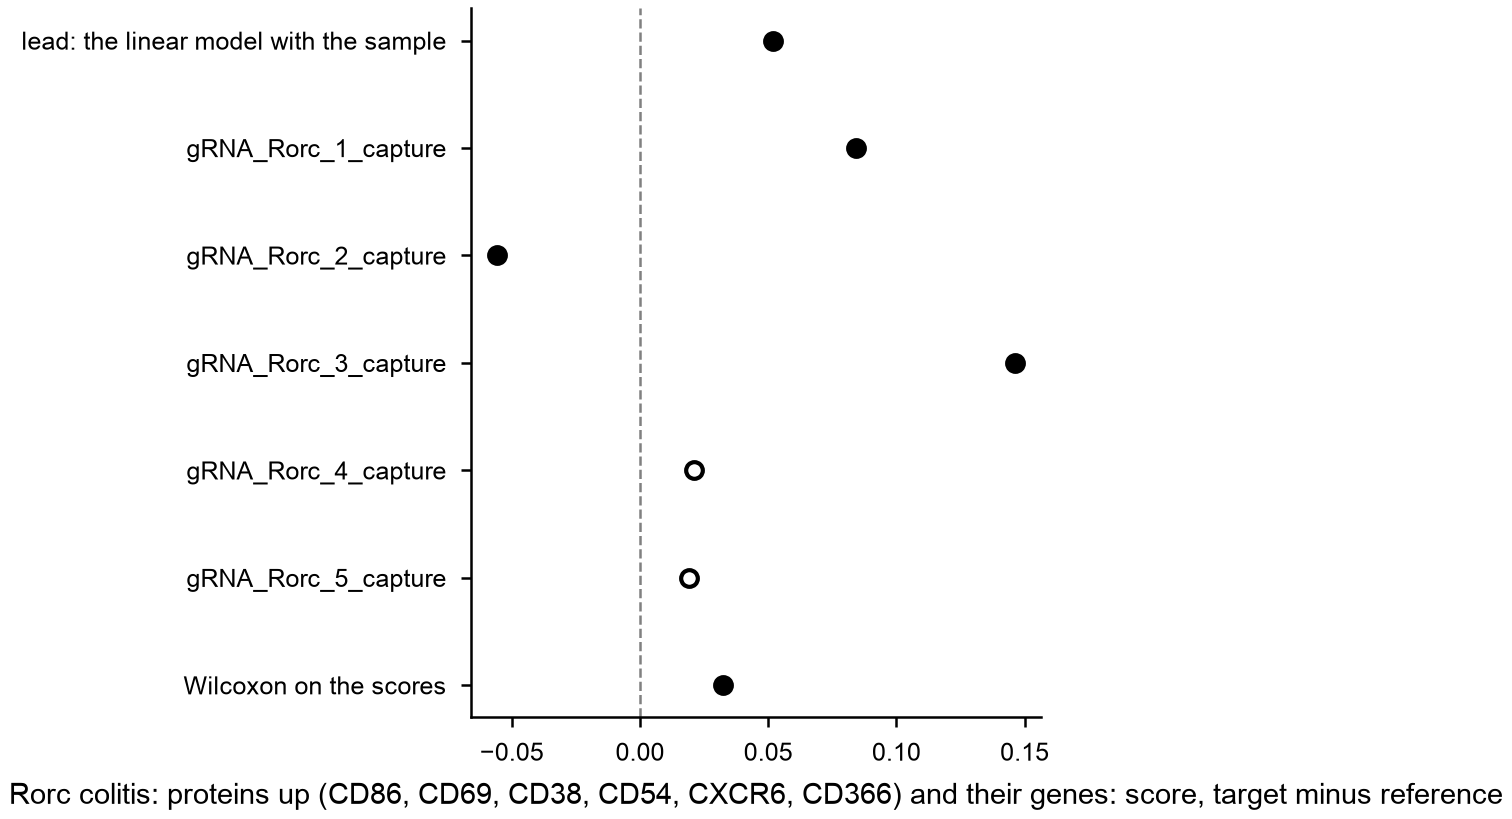 lead: the linear model with the sample
gRNA_Rorc_1_capture
gRNA_Rorc_2_capture
gRNA_Rorc_3_capture
gRNA_Rorc_4_capture
gRNA_Rorc_5_capture
Wilcoxon on the scores
−0.05 0.00 0.05 0.10 0.15
Rorc colitis: proteins up (CD86, CD69, CD38, CD54, CXCR6, CD366) and their genes: score, target minus reference